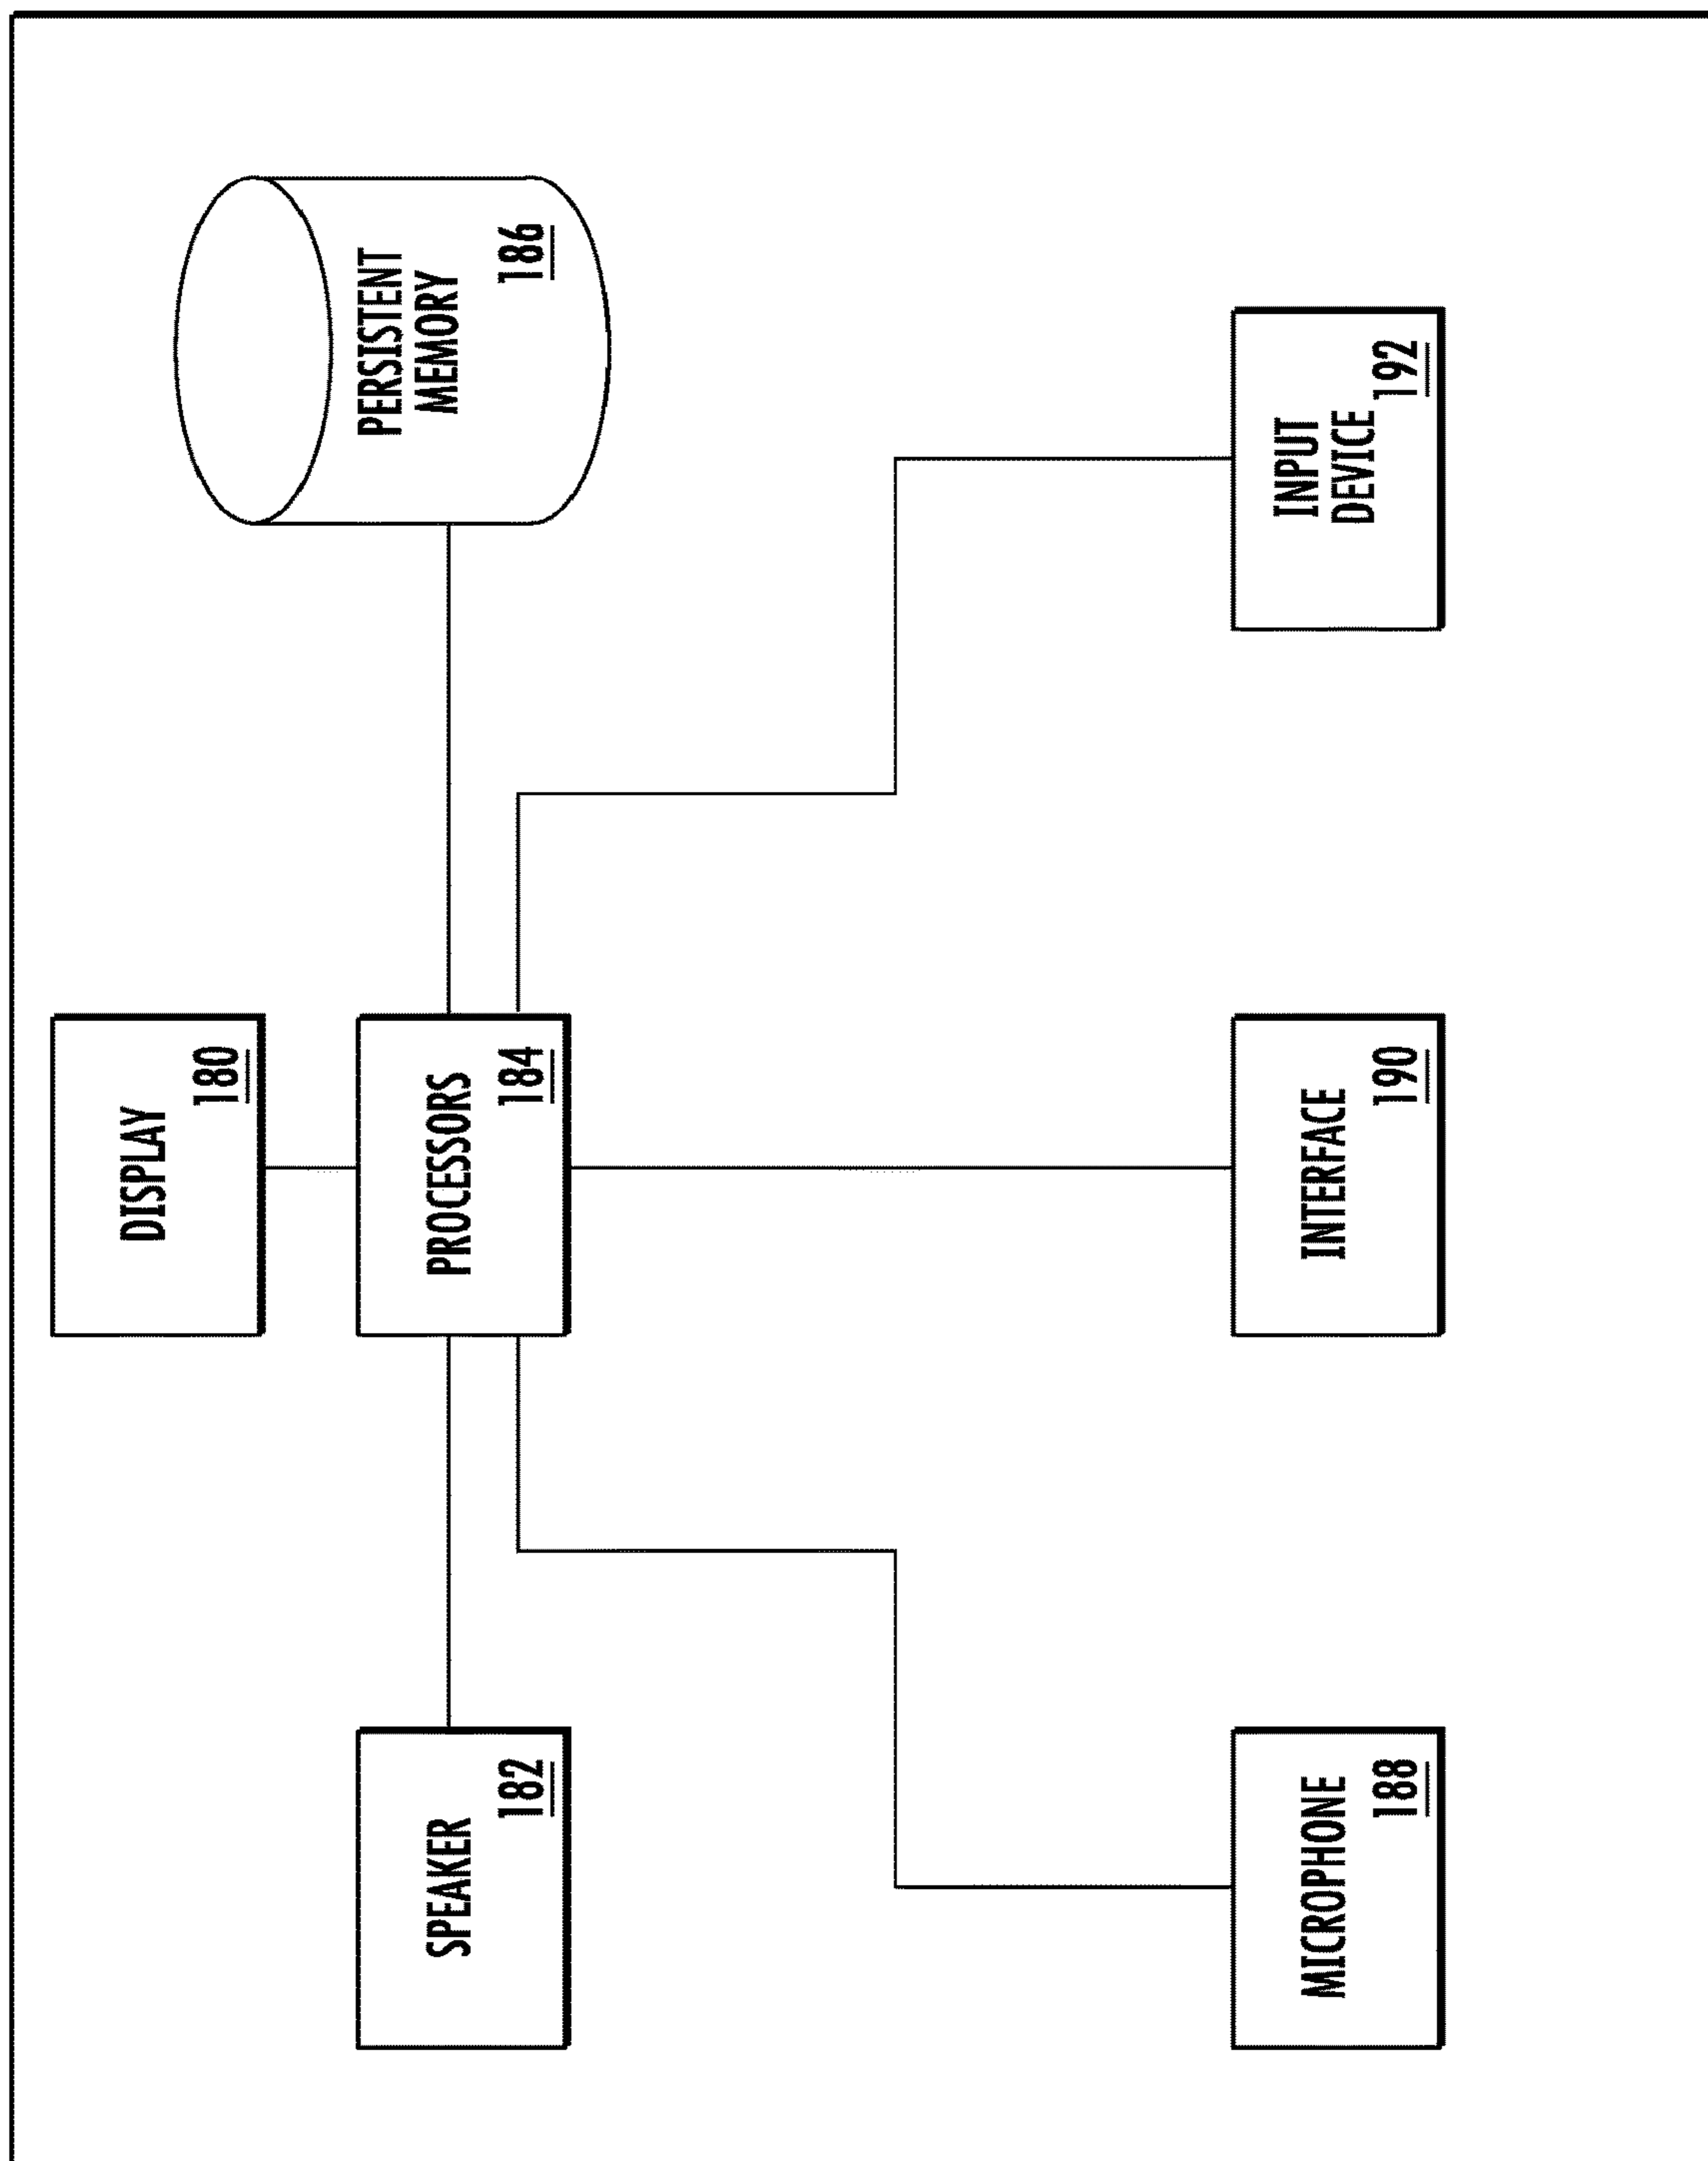 DISPLAY
180
SPEAKER
182
PROCESSORS
184
PERSISTENT
MEMORY
186
MICROPHONE
188
INTERFACE
190
INPUT
DEVICE
192